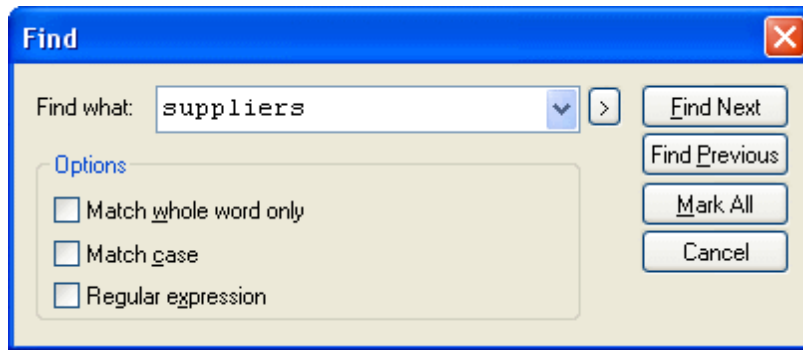 Find
Find what: suppliers > Find Next
Find Previous
Options
Match whole word only Mark All
Match case Cancel
Regular expression